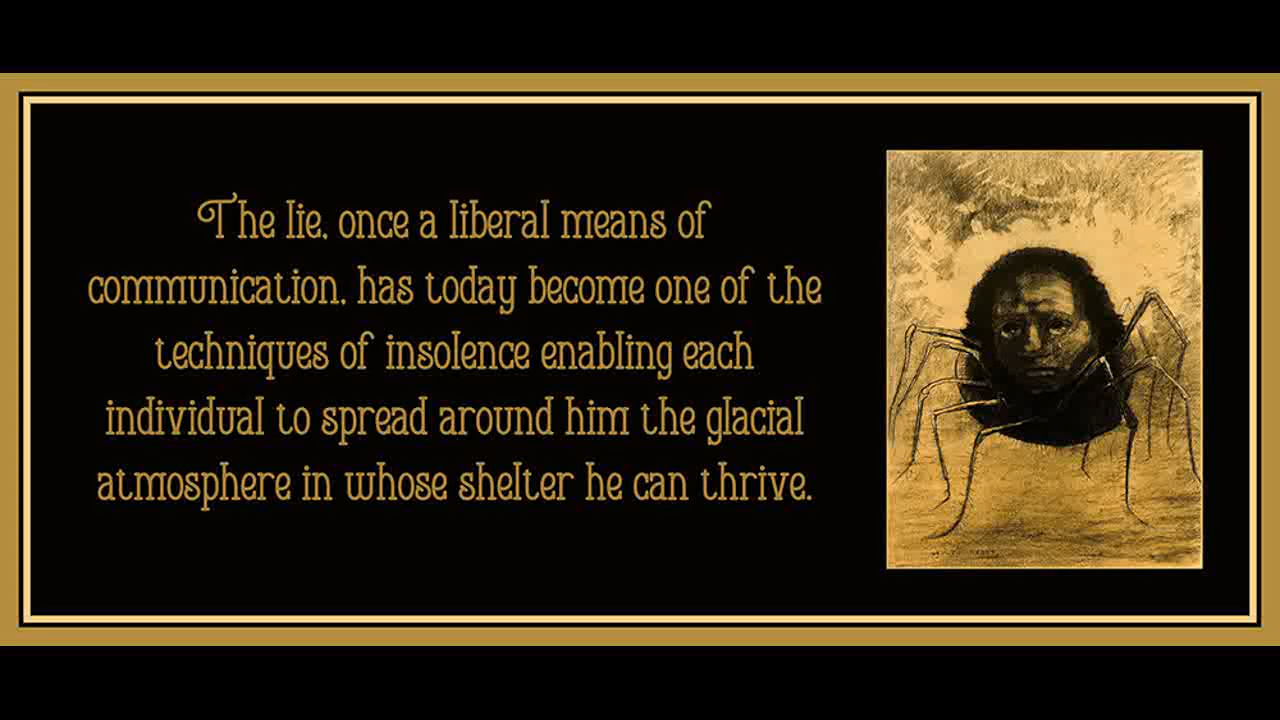 The lie, once a liberal means of
communication, has today become one of the
techniques of insolence enabling each
individual to spread around him the glacial
atmosphere in whose shelter he can thrive.